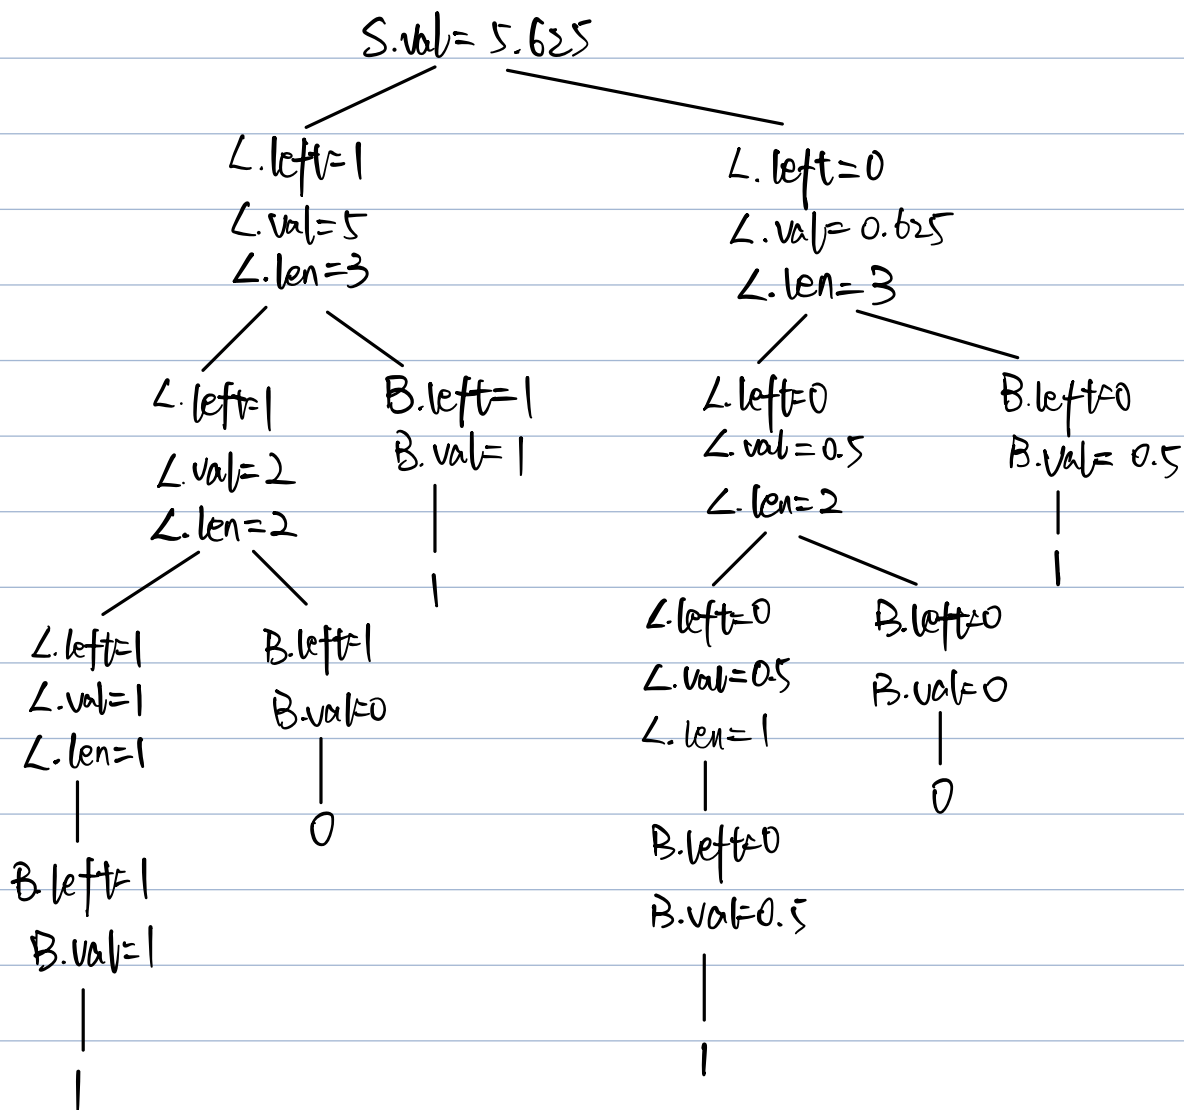 S.val= 5.625
L.left=1
L.val=5
L.len=3
L.left=0
L.val= 0.625
L.len=3
L.left=1
L.val=2
L.len=2
B.left=1
B.val=1
1
L.left=0
L.val=0.5
L.len=2
B.left=0
B.val= 0.5
1
L.left=1
L.val=1
L.len=1
B.left=1
B.val=0
0
L.left=0
L.val=0.5
L.len=1
B.left=0
B.val=0
0
B.left=1
B.val=1
1
B.left=0
B.val=0.5
1